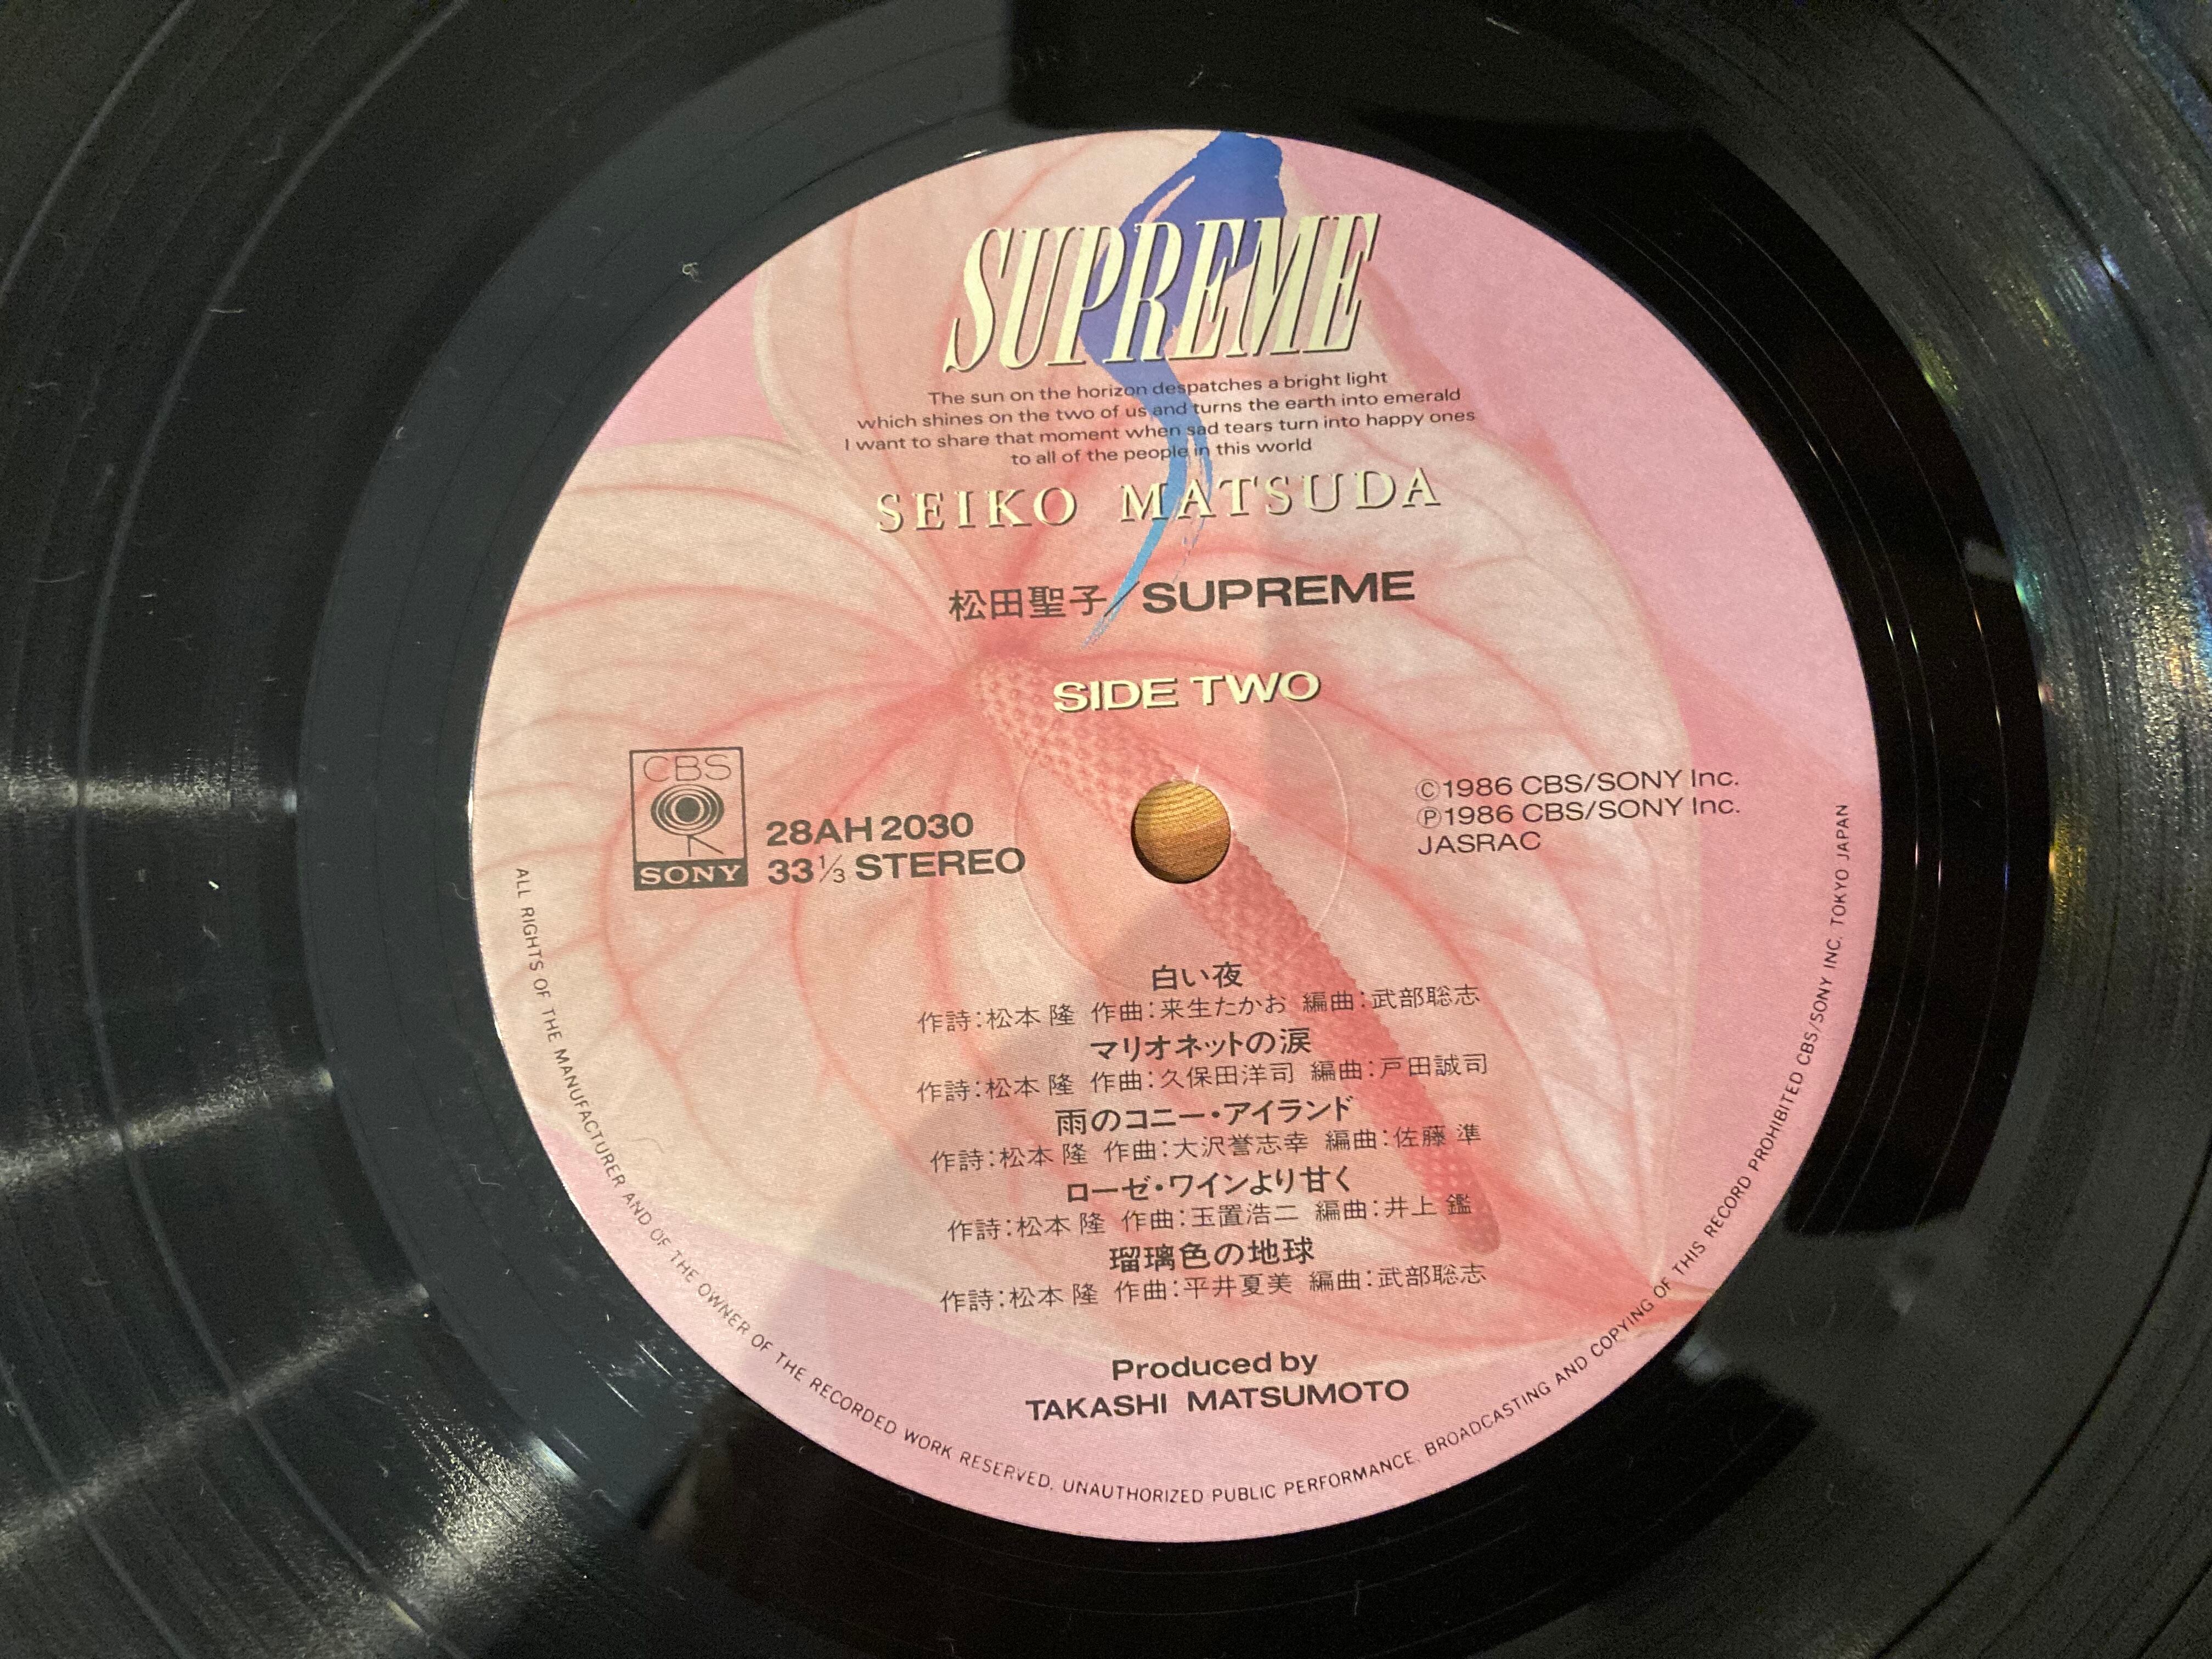 SUPREME
The sun on the horizon despatches a bright light
which shines on the two of us and turns the earth into emerald
I want to share that moment when sad tears turn into happy ones
to all of the people in this world
SEIKO MATSUDA
松田聖子/SUPREME
SIDE TWO
CBS
SONY
28AH 2030
33 1/3 STEREO
©1986 CBS/SONY Inc.
℗1986 CBS/SONY Inc.
JASRAC
白い夜
作詩:松本 隆 作曲:来生たかお 編曲:武部聡志
マリオネットの涙
作詩:松本 隆 作曲:久保田洋司 編曲:戸田誠司
雨のコニー・アイランド
作詩:松本 隆 作曲:大沢誉志幸 編曲:佐藤 準
ローゼ・ワインより甘く
作詩:松本 隆 作曲:玉置浩二 編曲:井上 鑑
瑠璃色の地球
作詩:松本 隆 作曲:平井夏美 編曲:武部聡志
Produced by
TAKASHI MATSUMOTO
ALL RIGHTS OF THE MANUFACTURER AND OF THE OWNER OF THE RECORDED WORK RESERVED. UNAUTHORIZED PUBLIC PERFORMANCE. BROADCASTING AND COPYING OF THIS RECORD PROHIBITED CBS/SONY INC. TOKYO JAPAN